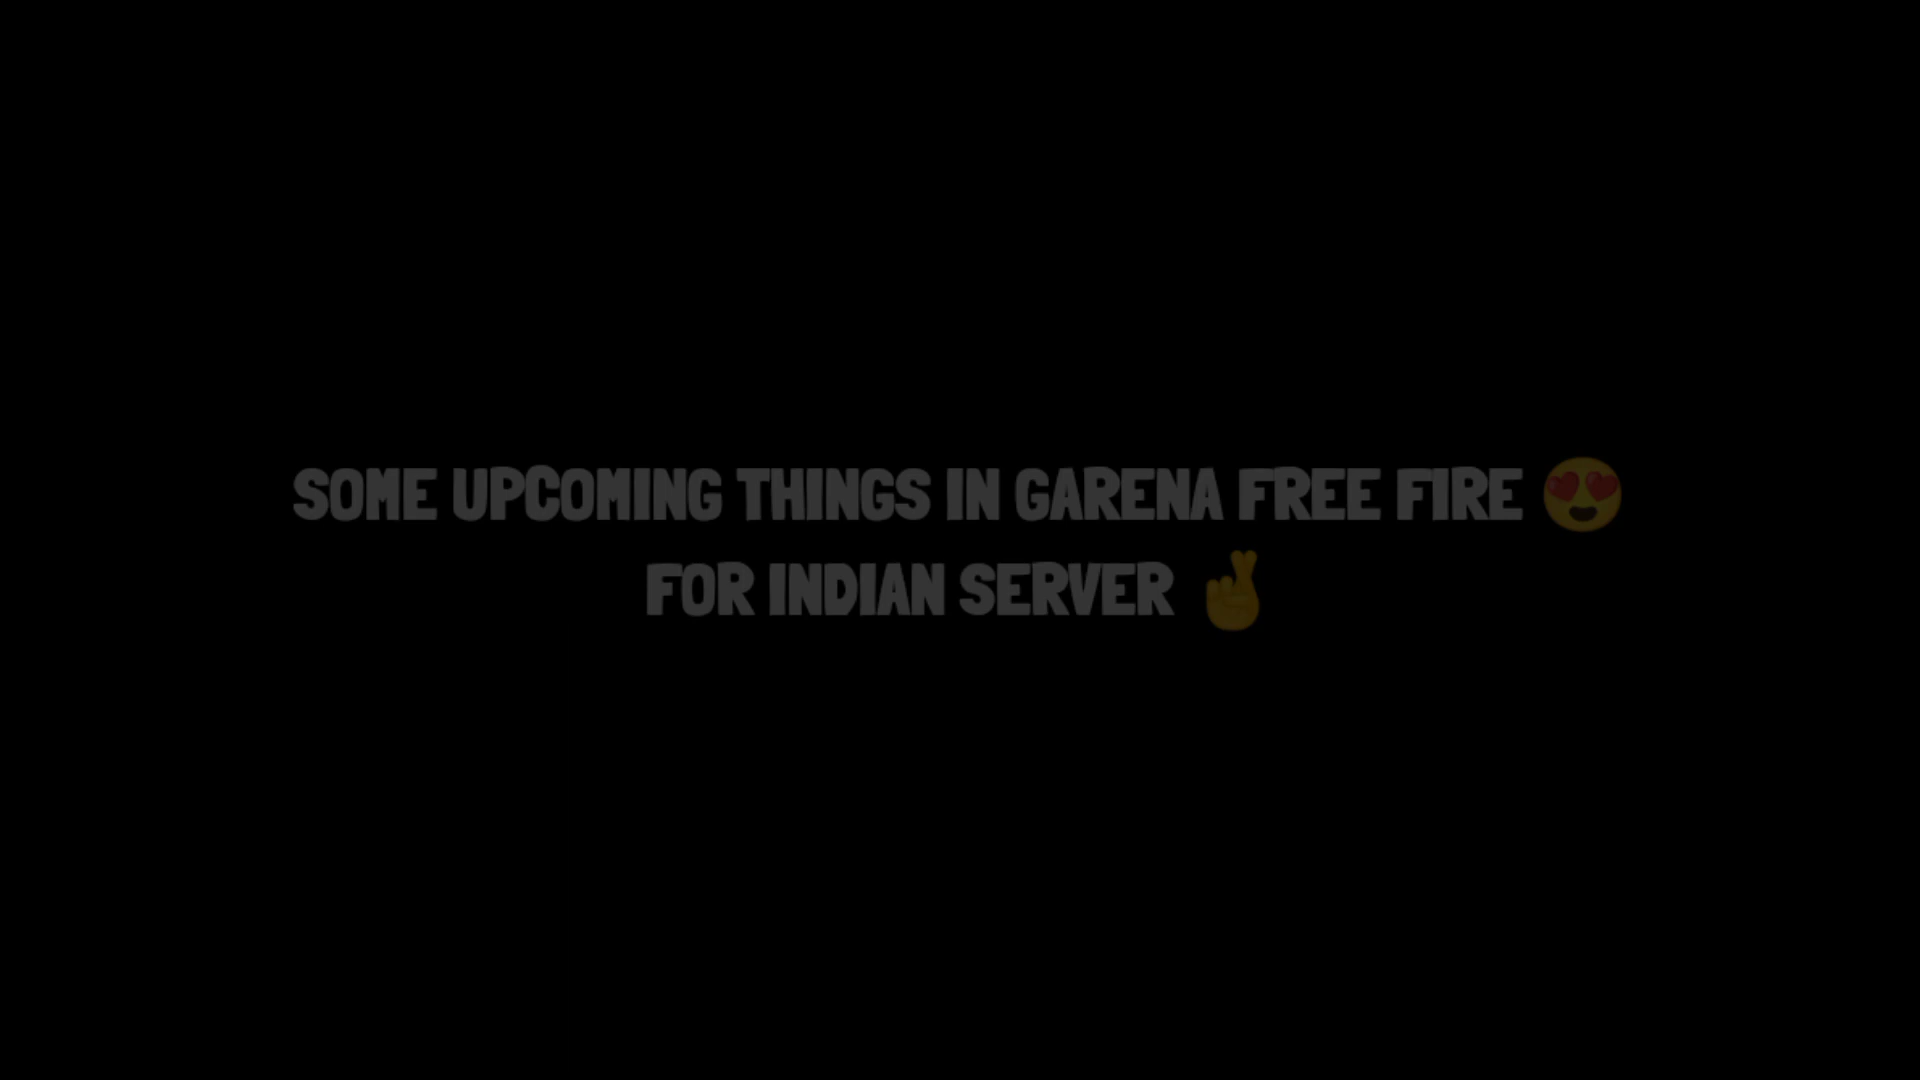 SOME UPCOMING THINGS IN GARENA FREE FIRE 😍
FOR INDIAN SERVER 🤞